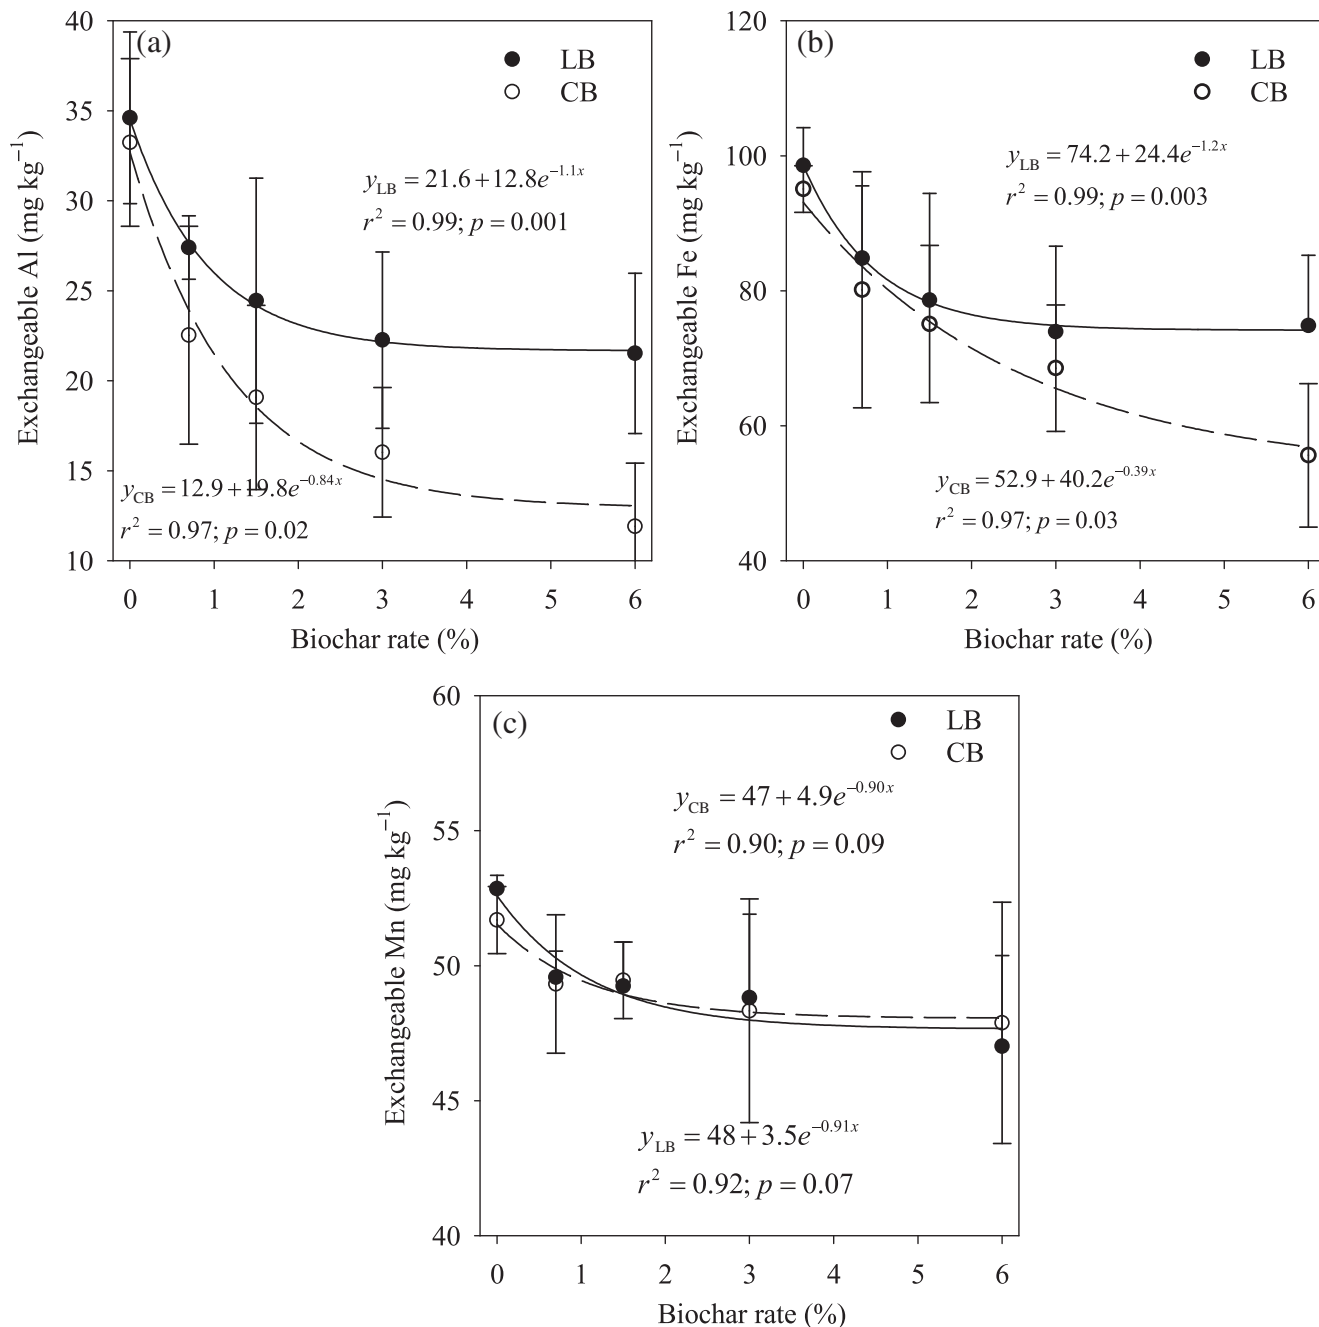 (a)
LB
CB
y_LB = 21.6 + 12.8e^−1.1x
r² = 0.99; p = 0.001
y_CB = 12.9 + 19.8e^−0.84x
r² = 0.97; p = 0.02
Exchangeable Al (mg kg⁻¹)
40
35
30
25
20
15
10
0 1 2 3 4 5 6
Biochar rate (%)
(b)
LB
CB
y_LB = 74.2 + 24.4e^−1.2x
r² = 0.99; p = 0.003
y_CB = 52.9 + 40.2e^−0.39x
r² = 0.97; p = 0.03
Exchangeable Fe (mg kg⁻¹)
120
100
80
60
40
0 1 2 3 4 5 6
Biochar rate (%)
(c)
LB
CB
y_CB = 47 + 4.9e^−0.90x
r² = 0.90; p = 0.09
y_LB = 48 + 3.5e^−0.91x
r² = 0.92; p = 0.07
Exchangeable Mn (mg kg⁻¹)
60
55
50
45
40
0 1 2 3 4 5 6
Biochar rate (%)